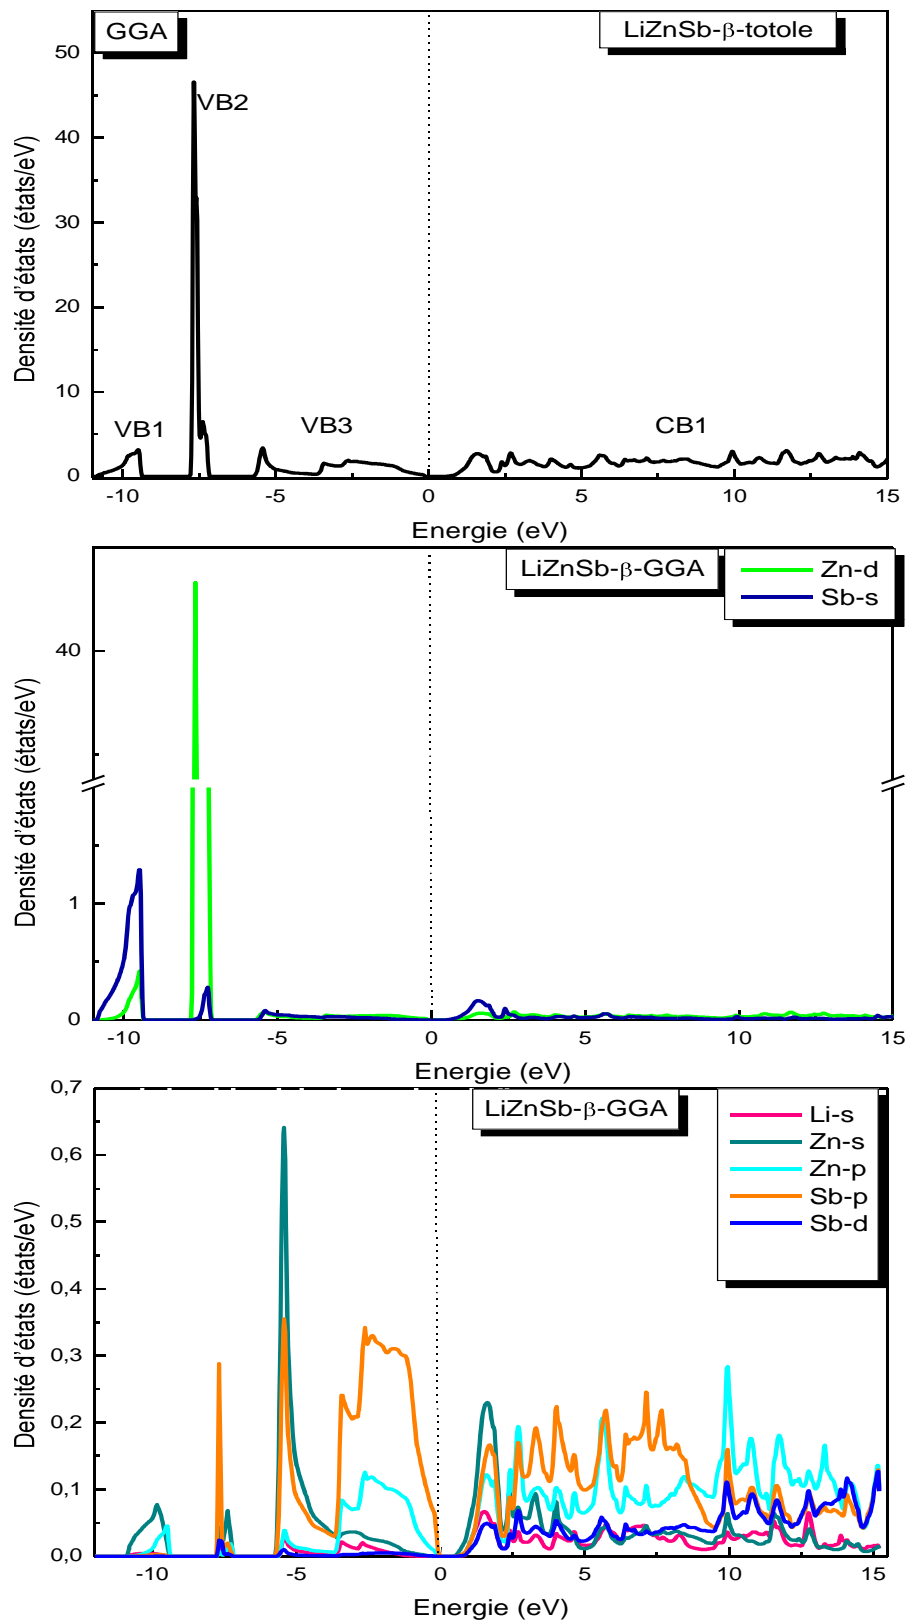 GGA
LiZnSb-β-totole
50
40
30
20
10
0
VB1
VB2
VB3
CB1
Densité d'états (états/eV)
-10
-5
0
5
10
15
Energie (eV)
LiZnSb-β-GGA
Zn-d
Sb-s
40
1
0
Densité d'états (états/eV)
-10
-5
0
5
10
15
Energie (eV)
LiZnSb-β-GGA
Li-s
Zn-s
Zn-p
Sb-p
Sb-d
0,7
0,6
0,5
0,4
0,3
0,2
0,1
0,0
Densité d'états (états/eV)
-10
-5
0
5
10
15
Energie (eV)